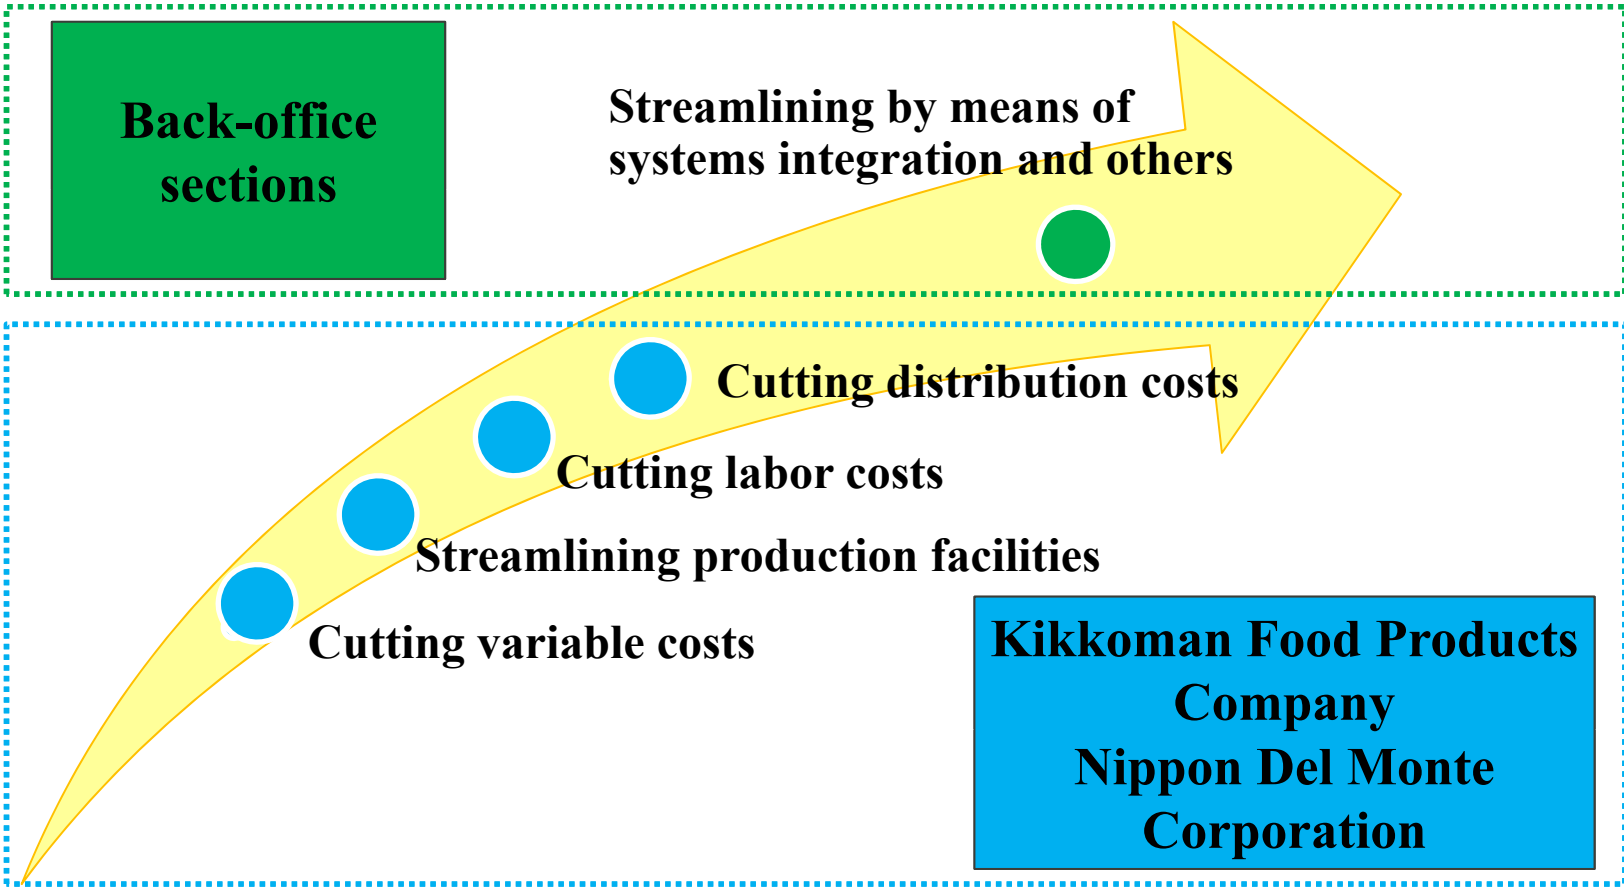 Back-office
sections
Streamlining by means of
systems integration and others
Cutting distribution costs
Cutting labor costs
Streamlining production facilities
Cutting variable costs
Kikkoman Food Products
Company
Nippon Del Monte
Corporation